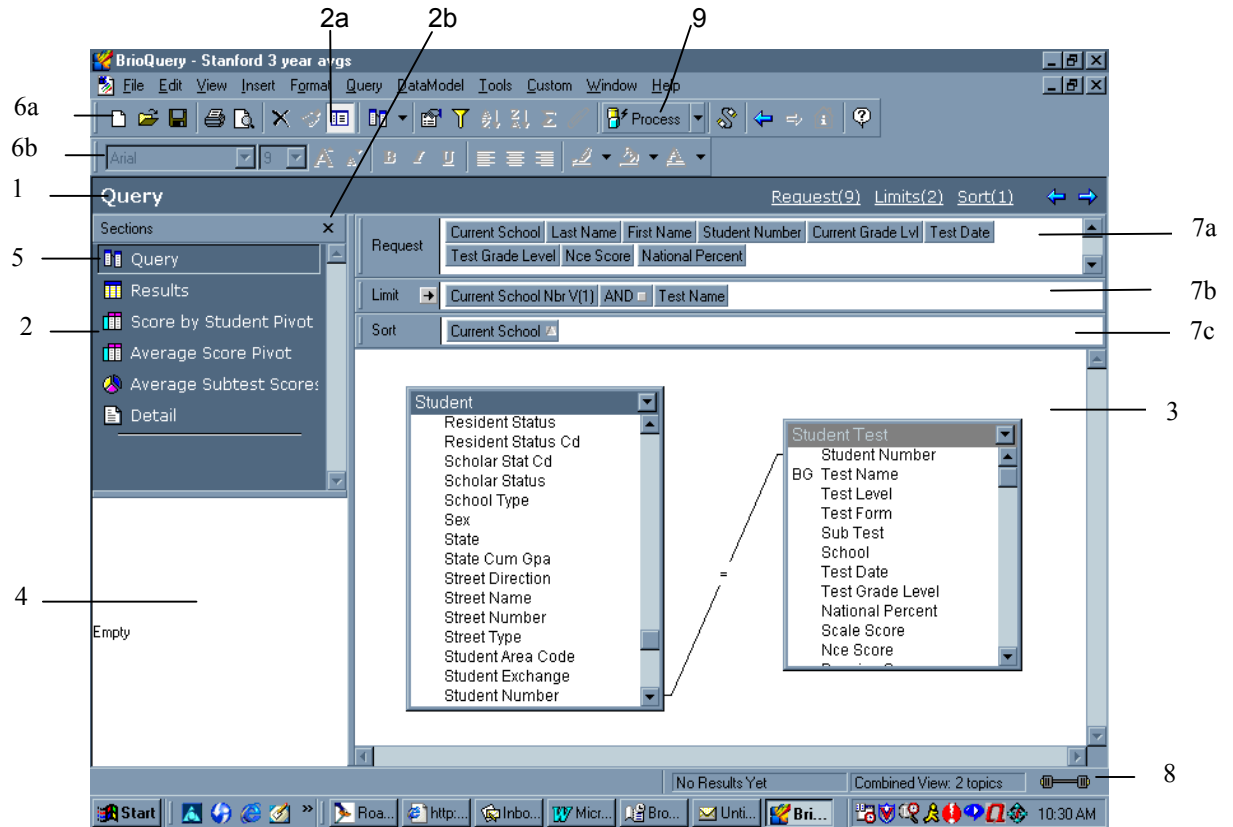 2a 2b 9
BrioQuery - Stanford 3 year avgs
File Edit View Insert Format Query DataModel Tools Custom Window Help
6a
Process
6b
Arial 9 B I U
1
Query Request(9) Limits(2) Sort(1)
Sections
5
Query
Results
2
Score by Student Pivot
Average Score Pivot
Average Subtest Scores
Detail
4
Empty
Request
Current School Last Name First Name Student Number Current Grade Lvl Test Date
Test Grade Level Nce Score National Percent
7a
Limit Current School Nbr V(1) AND Test Name
7b
Sort Current School
7c
3
Student
Resident Status
Resident Status Cd
Scholar Stat Cd
Scholar Status
School Type
Sex
State
State Cum Gpa
Street Direction
Street Name
Street Number
Street Type
Student Area Code
Student Exchange
Student Number
=
Student Test
Student Number
BG Test Name
Test Level
Test Form
Sub Test
School
Test Date
Test Grade Level
National Percent
Scale Score
Nce Score
No Results Yet Combined View: 2 topics
8
Start Roa... http: Inbo... Micr... Bro... Unti... Bri... 10:30 AM